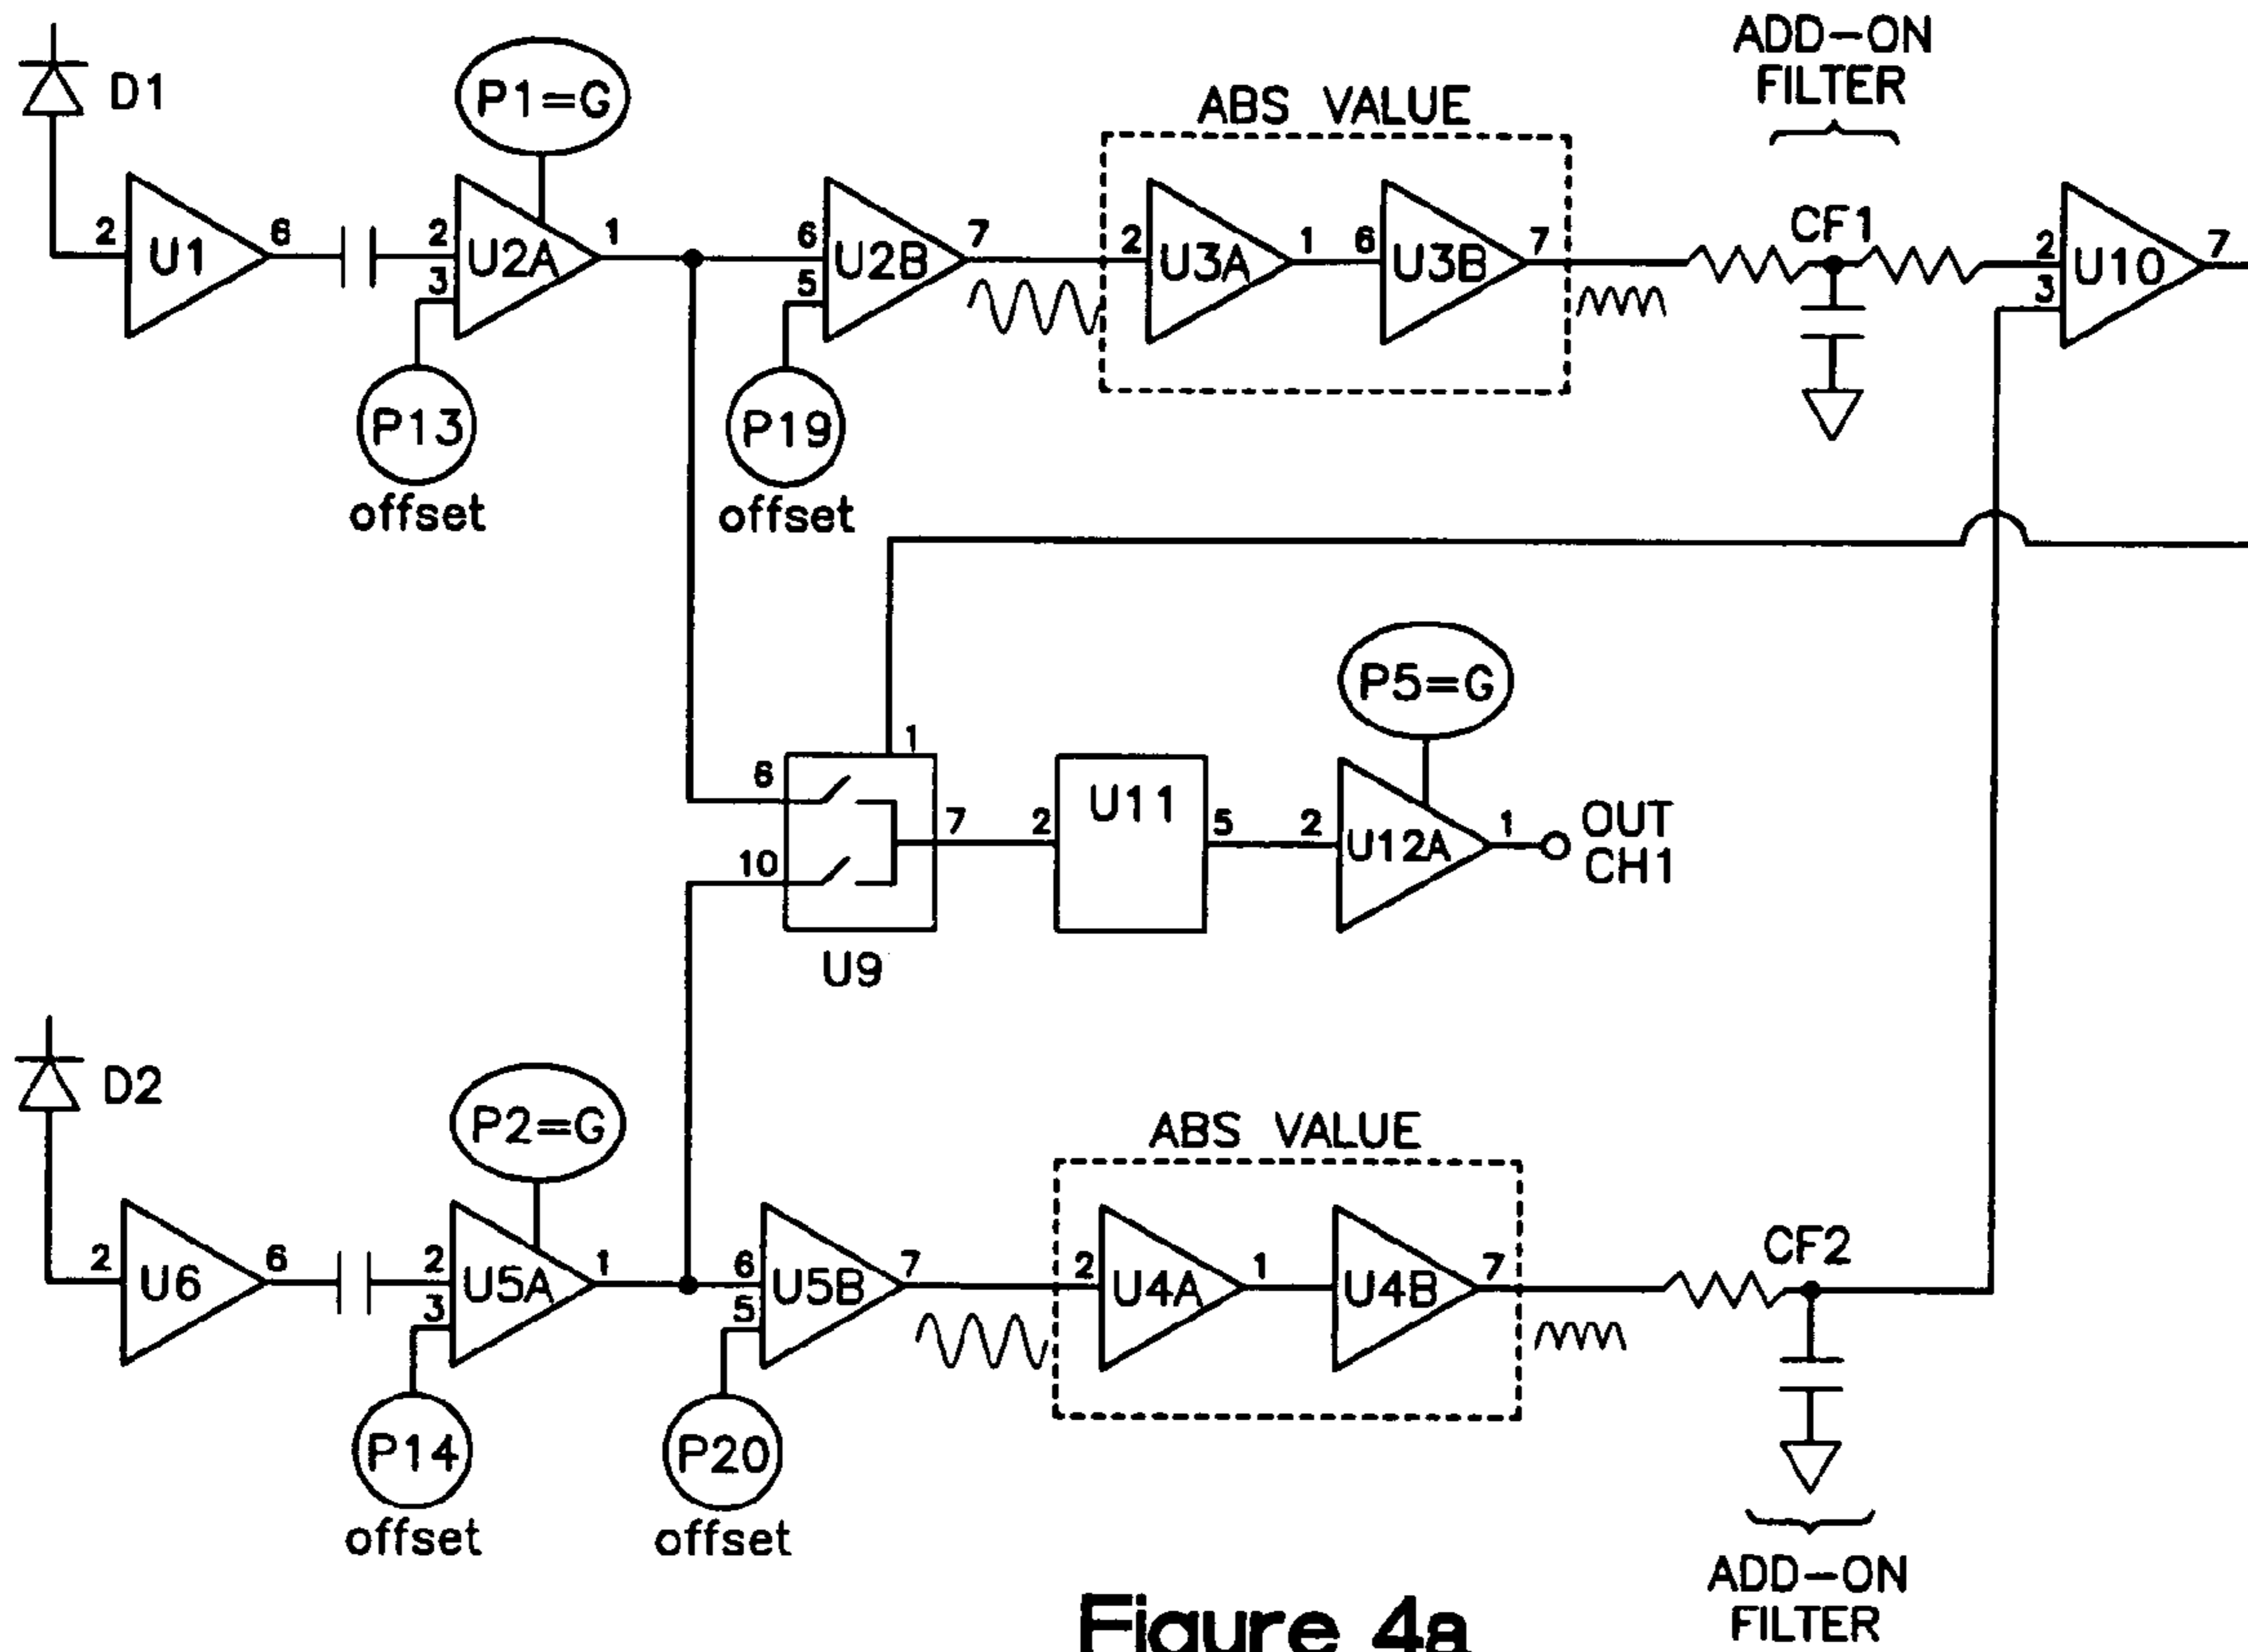 ADD-ON
FILTER
D1
P1=G
ABS VALUE
2 U1 6 2 U2A 1 6 U2B 7 2 U3A 1 6 U3B 7 CF1 2 U10 7
3 5 3
P13 P19
offset offset
P5=G
1
6 U11 OUT
7 2 5 2 U12A 1 CH1
10
U9
D2
P2=G
ABS VALUE
2 U6 6 2 U5A 1 6 U5B 7 2 U4A 1 U4B 7 CF2
3 5
P14 P20
offset offset
ADD-ON
FILTER
Figure 4a